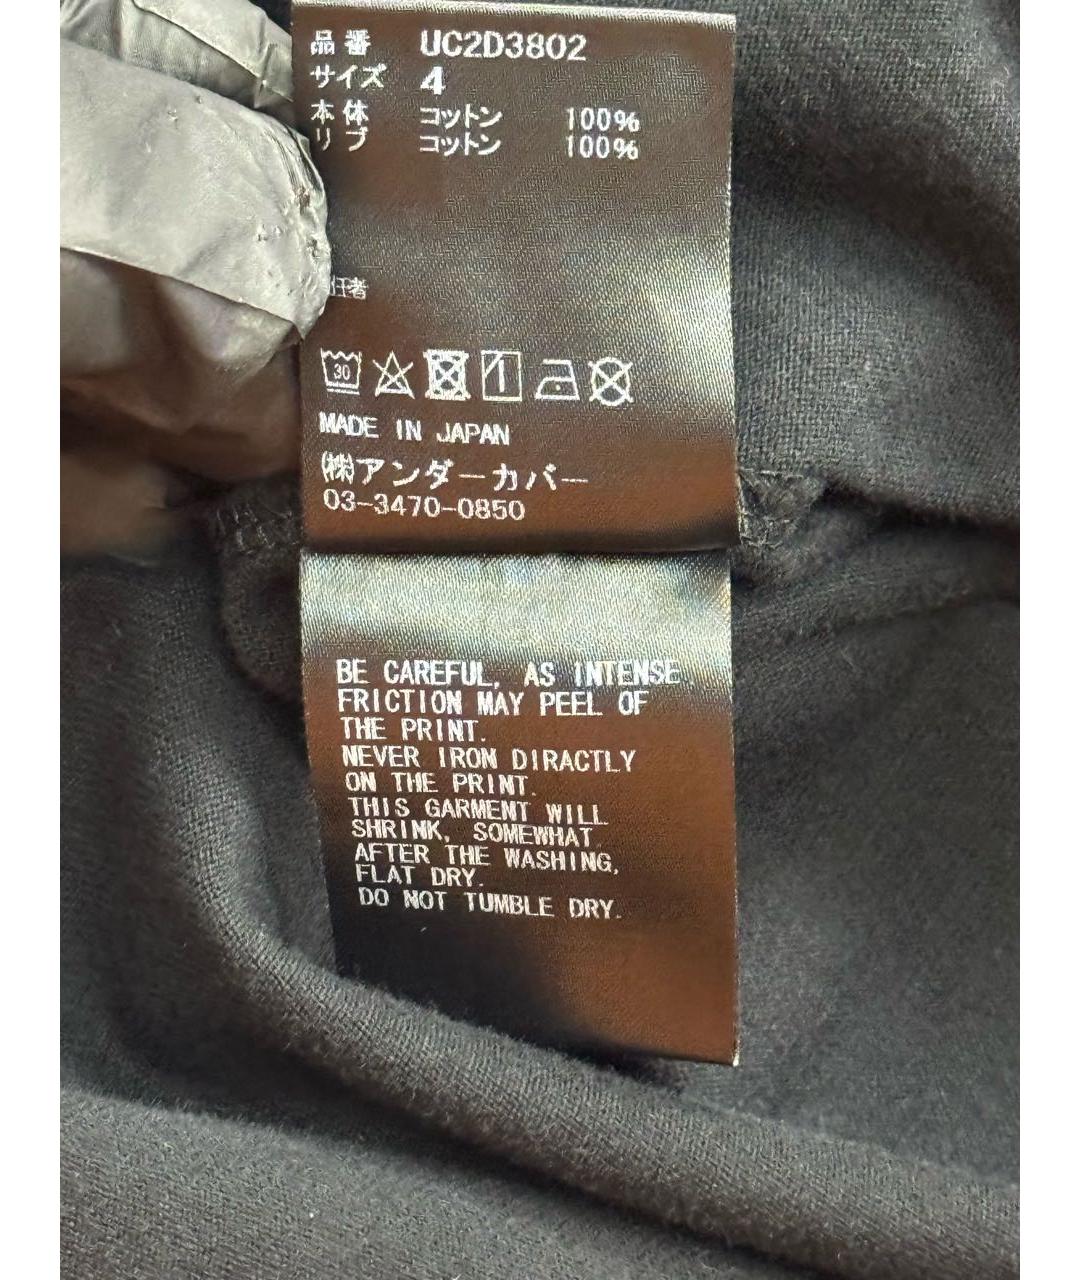 品番 UC2D3802
サイズ 4
本体 コットン 100%
リブ コットン 100%
任者
30
MADE IN JAPAN
㈱アンダーカバー
03-3470-0850
BE CAREFUL, AS INTENSE
FRICTION MAY PEEL OF
THE PRINT.
NEVER IRON DIRACTLY
ON THE PRINT.
THIS GARMENT WILL
SHRINK, SOMEWHAT
AFTER THE WASHING,
FLAT DRY.
DO NOT TUMBLE DRY.